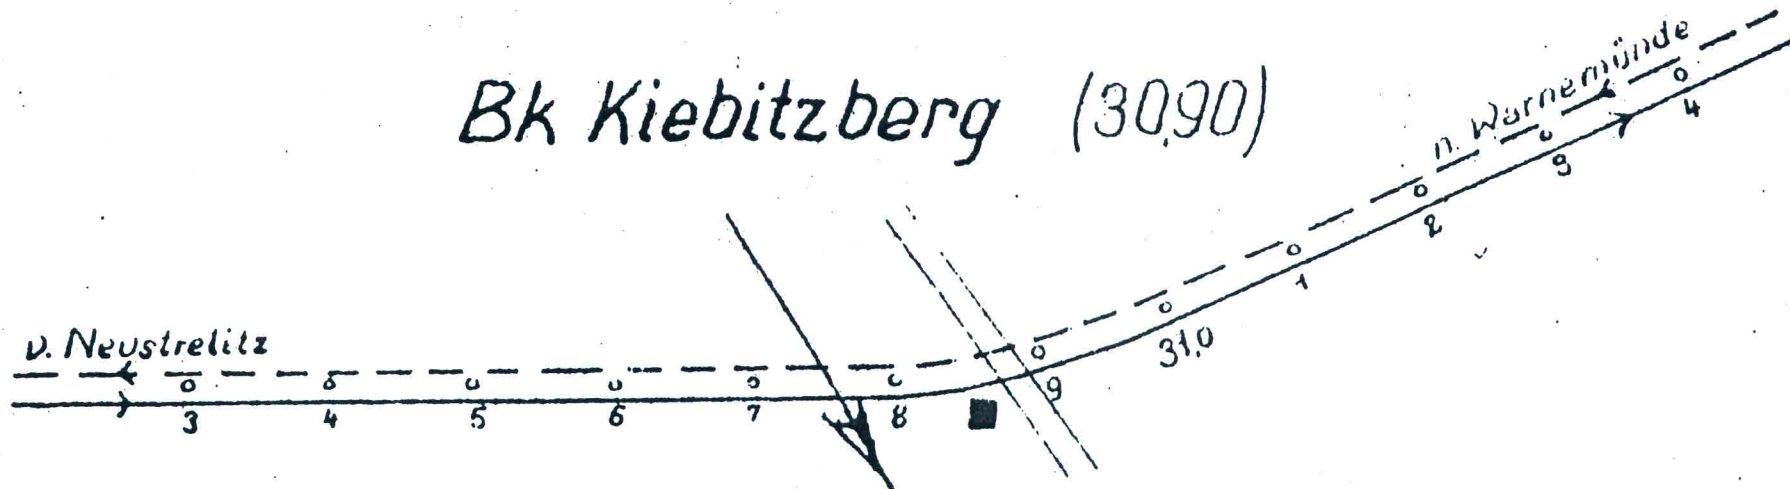 Bk Kiebitzberg (30,90)
n. Warnemünde
v. Neustrelitz
3 4 5 6 7 8 9 31,0 1 2 3 4